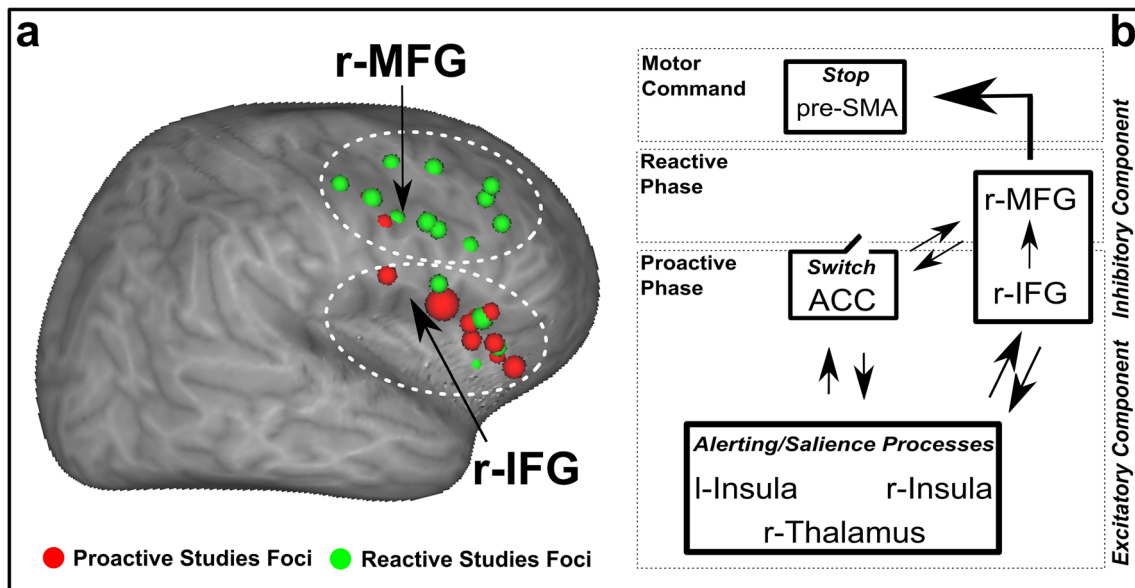 a
r-MFG
r-IFG
Proactive Studies Foci
Reactive Studies Foci
b
Motor
Command
Stop
pre-SMA
Reactive
Phase
r-MFG
r-IFG
Proactive
Phase
Switch
ACC
Alerting/Salience Processes
l-Insula
r-Insula
r-Thalamus
Inhibitory Component
Excitatory Component